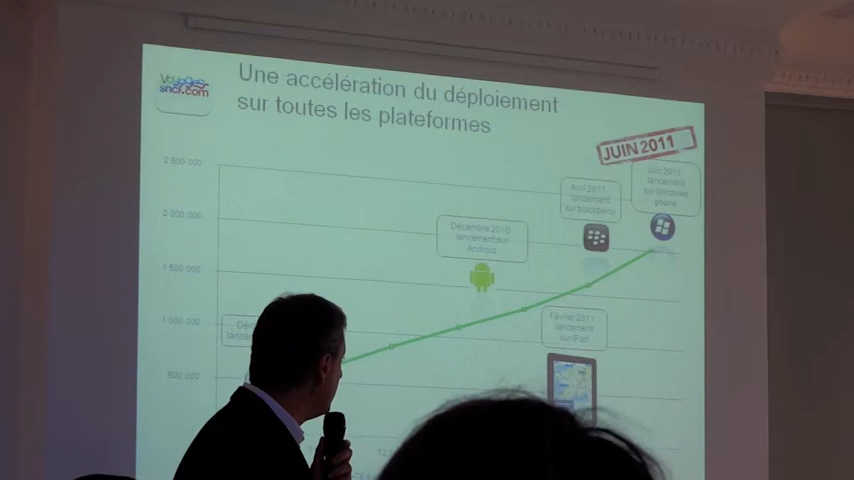 Voyages-
sncf.com
Une accélération du déploiement
sur toutes les plateformes
JUIN 2011
2 500 000
2 000 000
1 500 000
1 000 000
500 000
Juin 2011,
lancement
sur Windows
phone
Avril 2011
lancement
sur blackberry
Décembre 2010
lancement sur
Android
Février 2011
lancement
sur iPad